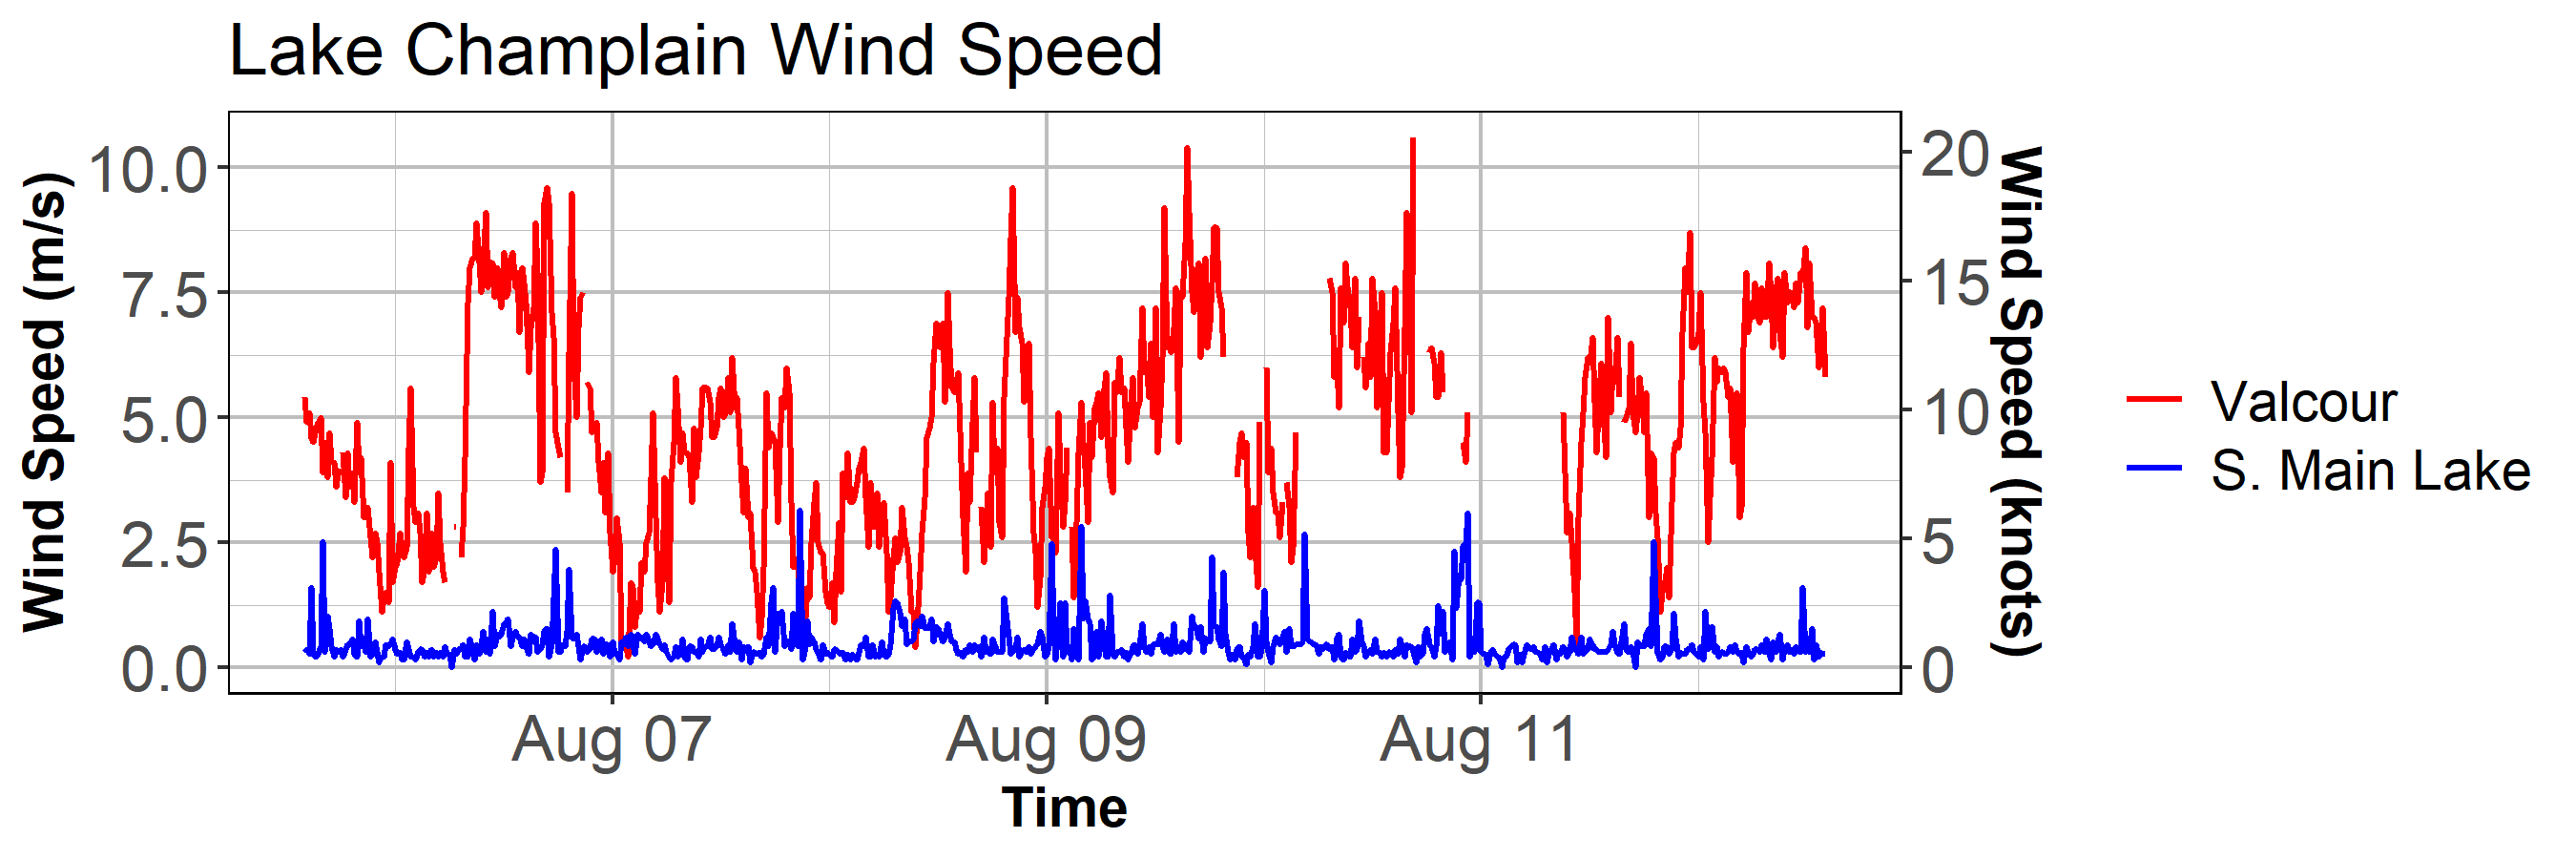 Lake Champlain Wind Speed
Wind Speed (m/s)
10.0
7.5
5.0
2.5
0.0
20
15
10
5
0
Wind Speed (knots)
Aug 07
Aug 09
Aug 11
Time
Valcour
S. Main Lake